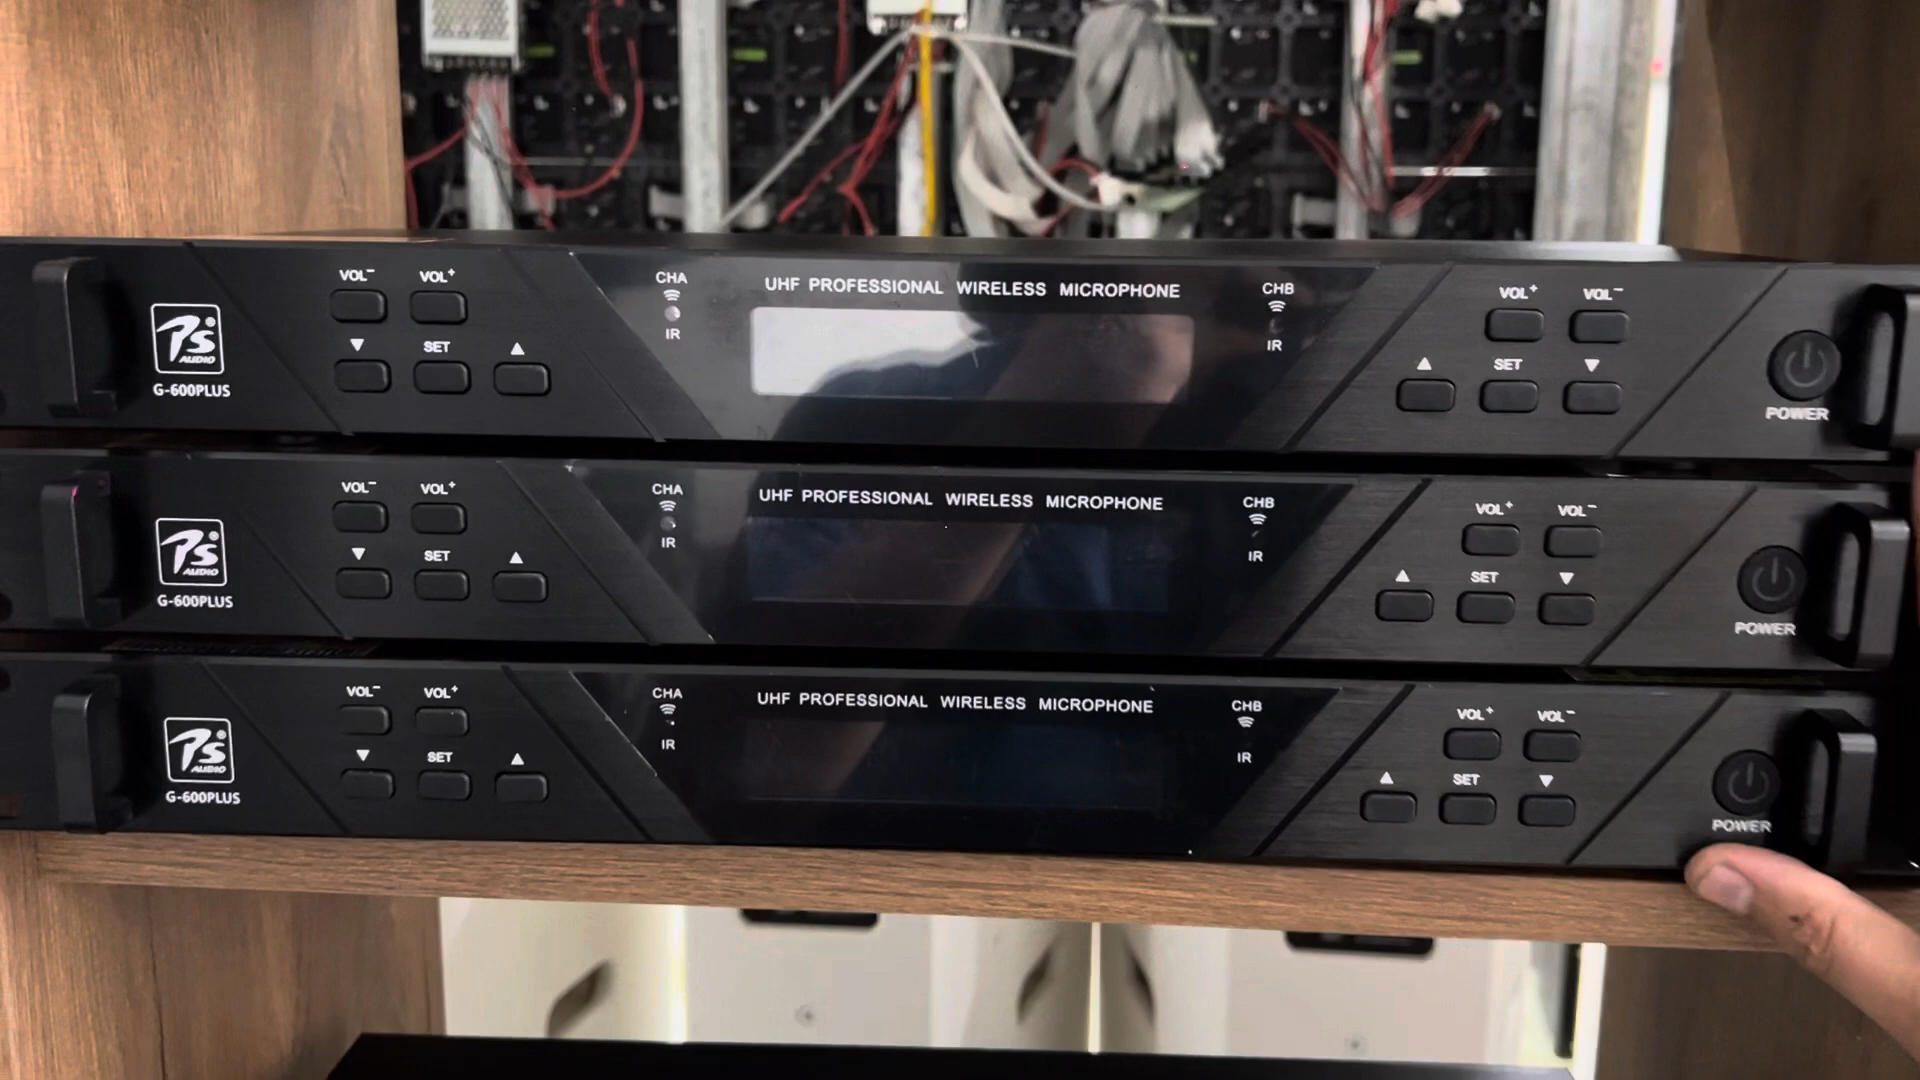 VOL- VOL+ CHA UHF PROFESSIONAL WIRELESS MICROPHONE CHB VOL+ VOL-
PS AUDIO ▼ SET ▲ IR IR ▲ SET ▼
G-600PLUS POWER
VOL- VOL+ CHA UHF PROFESSIONAL WIRELESS MICROPHONE CHB VOL+ VOL-
PS AUDIO ▼ SET ▲ IR IR ▲ SET ▼
G-600PLUS POWER
VOL- VOL+ CHA UHF PROFESSIONAL WIRELESS MICROPHONE CHB VOL+ VOL-
PS AUDIO ▼ SET ▲ IR IR ▲ SET ▼
G-600PLUS POWER